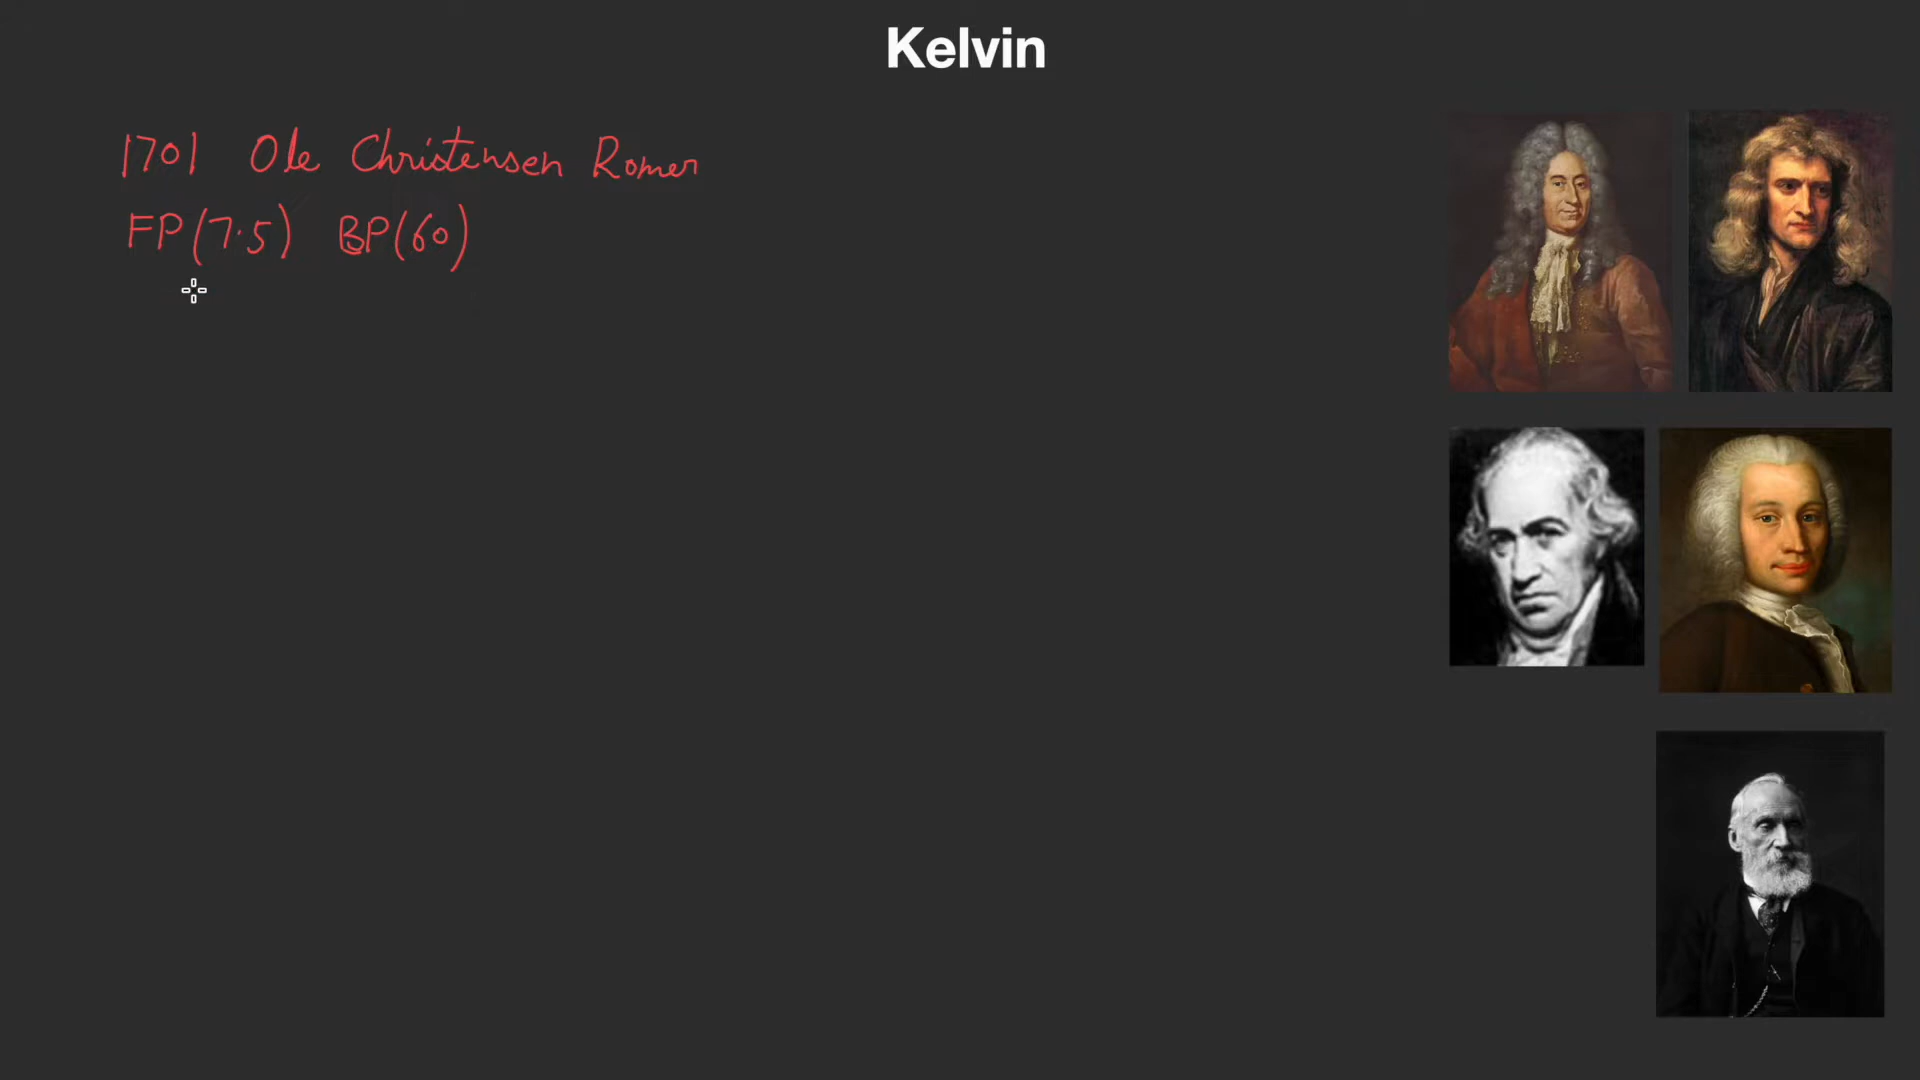 Kelvin
1701 Ole Christensen Romer
FP(7.5) BP(60)